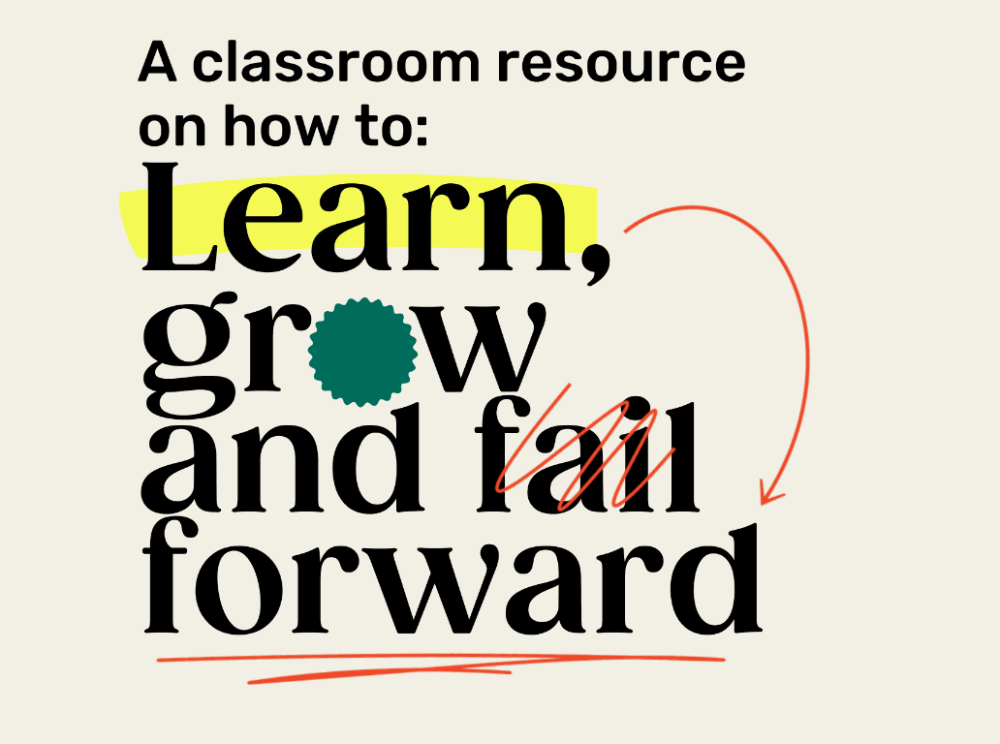 A classroom resource
on how to:
Learn,
grow
and fail
forward